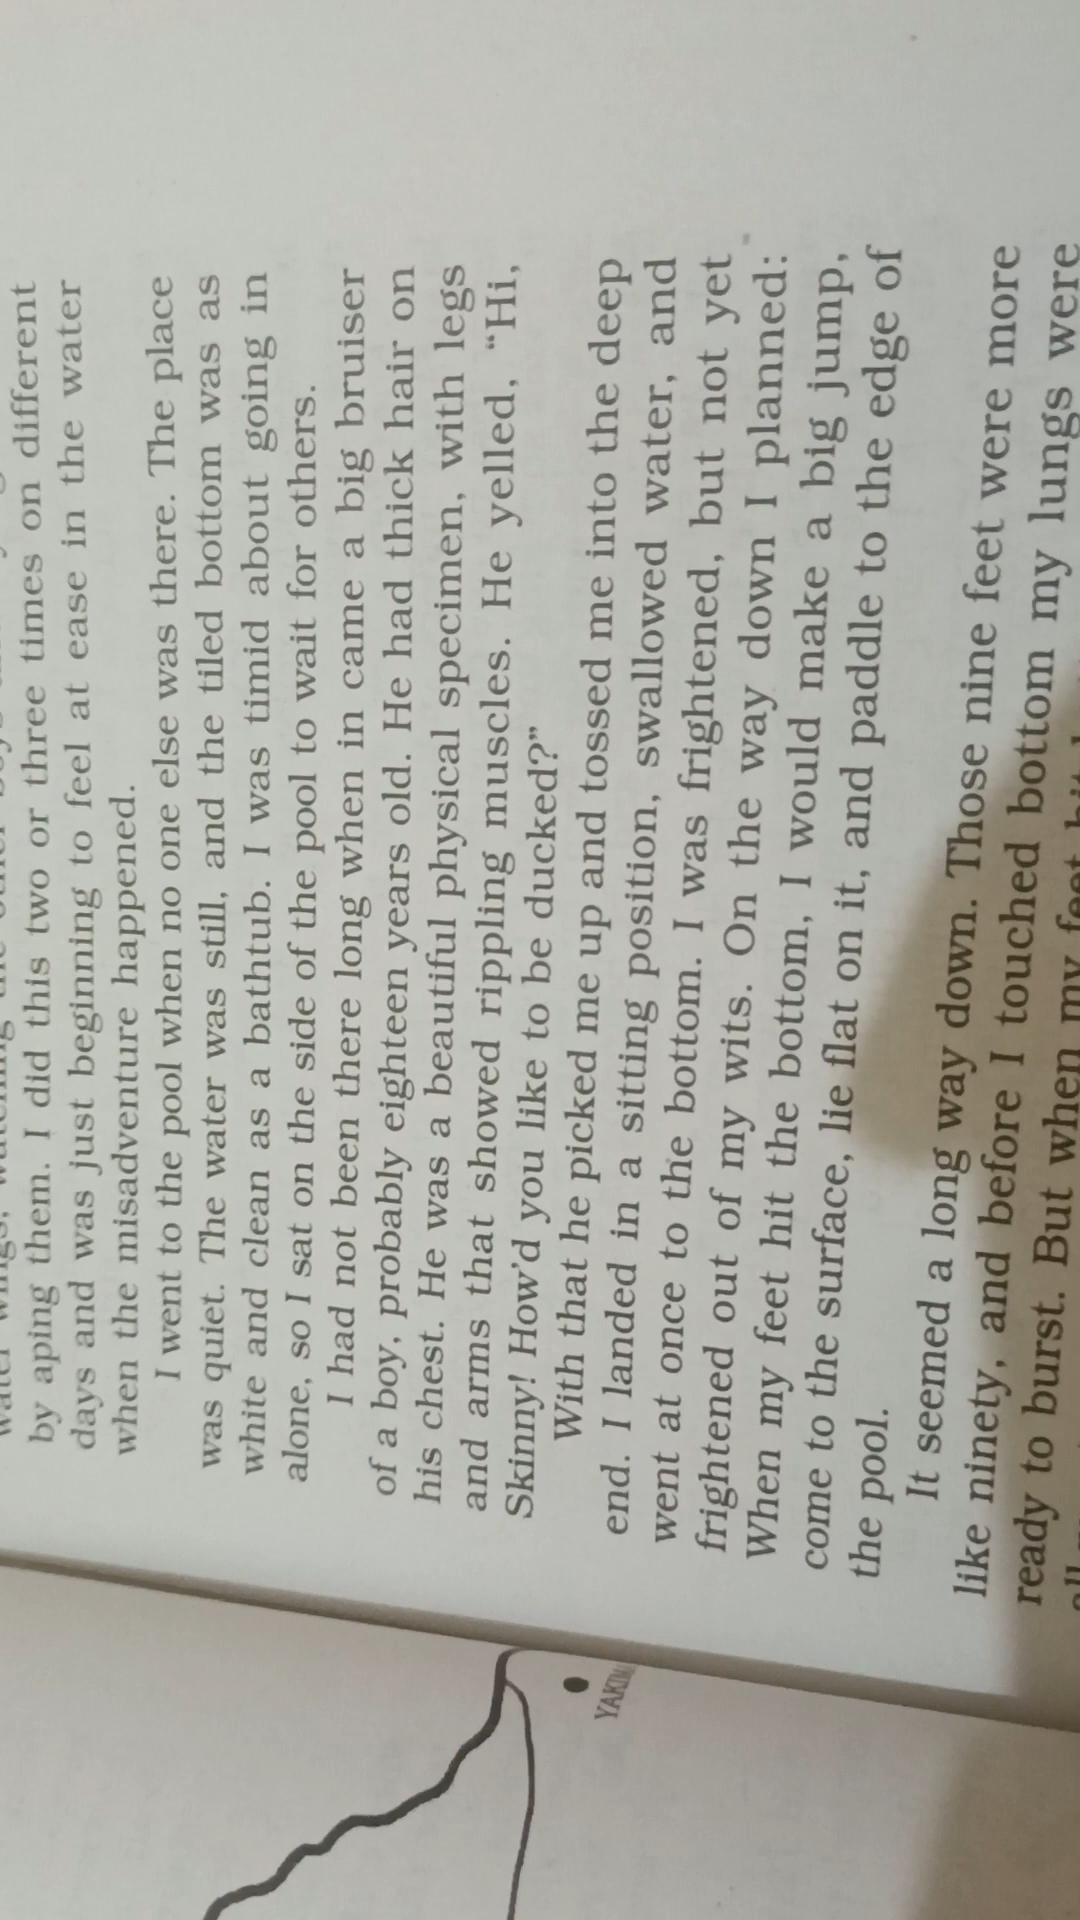 by aping them. I did this two or three times on different
days and was just beginning to feel at ease in the water
when the misadventure happened.
I went to the pool when no one else was there. The place
was quiet. The water was still, and the tiled bottom was as
white and clean as a bathtub. I was timid about going in
alone, so I sat on the side of the pool to wait for others.
I had not been there long when in came a big bruiser
of a boy, probably eighteen years old. He had thick hair on
his chest. He was a beautiful physical specimen, with legs
and arms that showed rippling muscles. He yelled, “Hi,
Skinny! How’d you like to be ducked?”
With that he picked me up and tossed me into the deep
end. I landed in a sitting position, swallowed water, and
went at once to the bottom. I was frightened, but not yet
frightened out of my wits. On the way down I planned:
When my feet hit the bottom, I would make a big jump,
come to the surface, lie flat on it, and paddle to the edge of
the pool.
It seemed a long way down. Those nine feet were more
like ninety, and before I touched bottom my lungs were
ready to burst. But when my feet